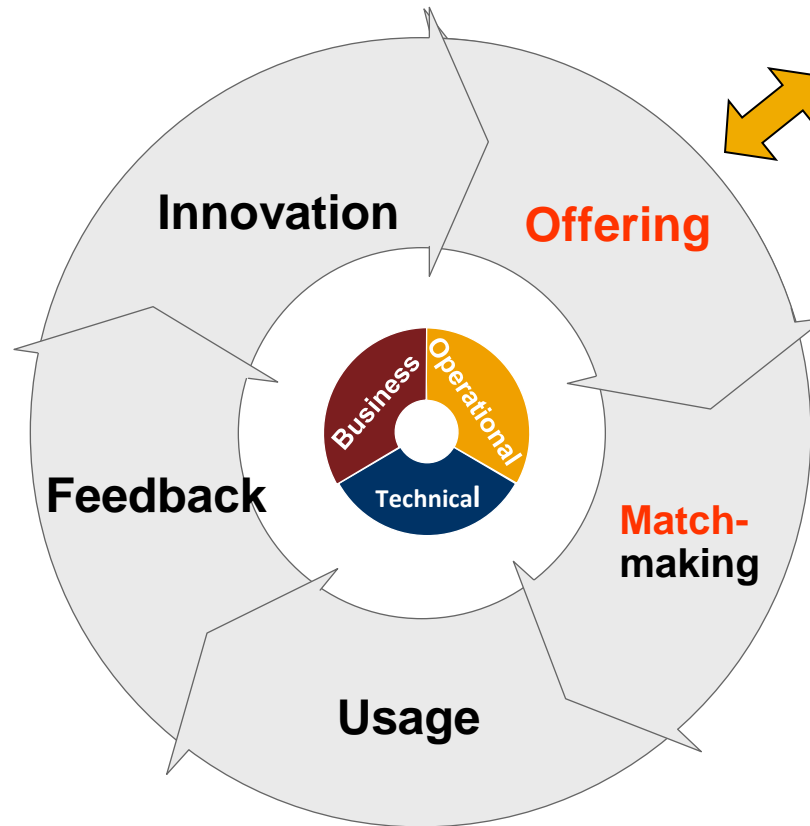 Innovation
Offering
Business
Operational
Technical
Feedback
Match-
making
Usage